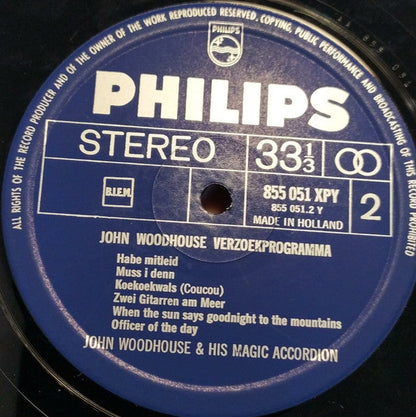 ALL RIGHTS OF THE RECORD PRODUCER AND OF THE OWNER OF THE WORK REPRODUCED RESERVED. COPYING, PUBLIC PERFORMANCE AND BROADCASTING OF THIS RECORD PROHIBITED
PHILIPS
PHILIPS
STEREO
33⅓
B.I.E.M.
855 051 XPY
855 051.2 Y
MADE IN HOLLAND
2
JOHN WOODHOUSE VERZOEKPROGRAMMA
Habe mitleid
Muss i denn
Koekoekwals (Coucou)
Zwei Gitarren am Meer
When the sun says goodnight to the mountains
Officer of the day
JOHN WOODHOUSE & HIS MAGIC ACCORDION